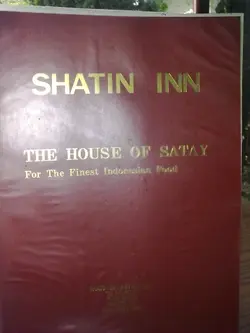 SHATIN INN
THE HOUSE OF SATAY
For The Finest Indonesian Food